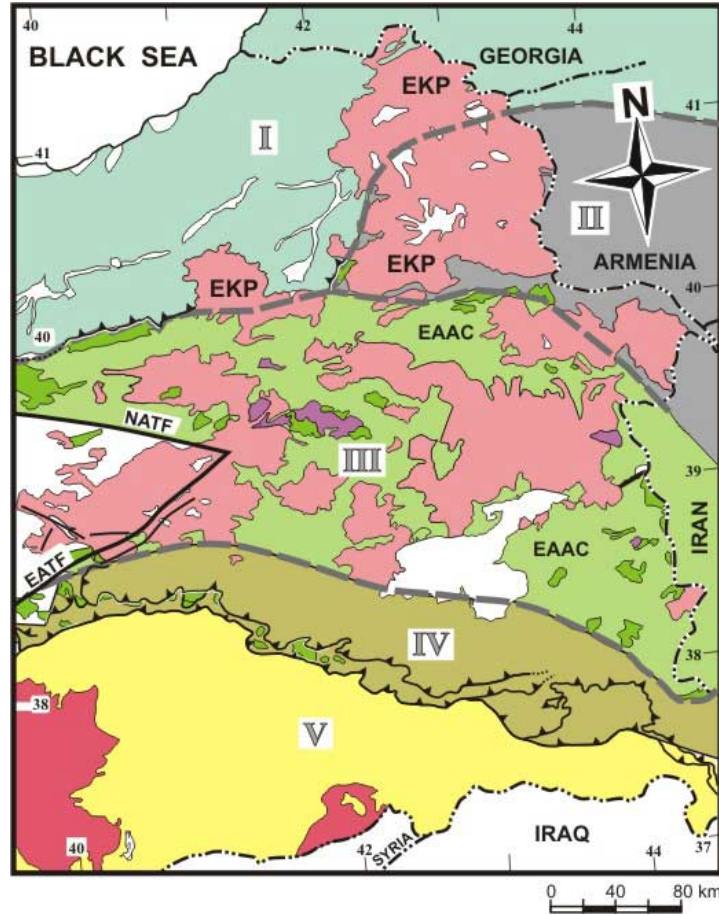 40 42 44
BLACK SEA
GEORGIA
EKP
41
N
41
I
II
ARMENIA
EKP
EKP
40
40
EAAC
NATF
III
39
IRAN
EAAC
EATF
IV
38
38
V
SYRIA
IRAQ
40 42 44 37
0 40 80 km